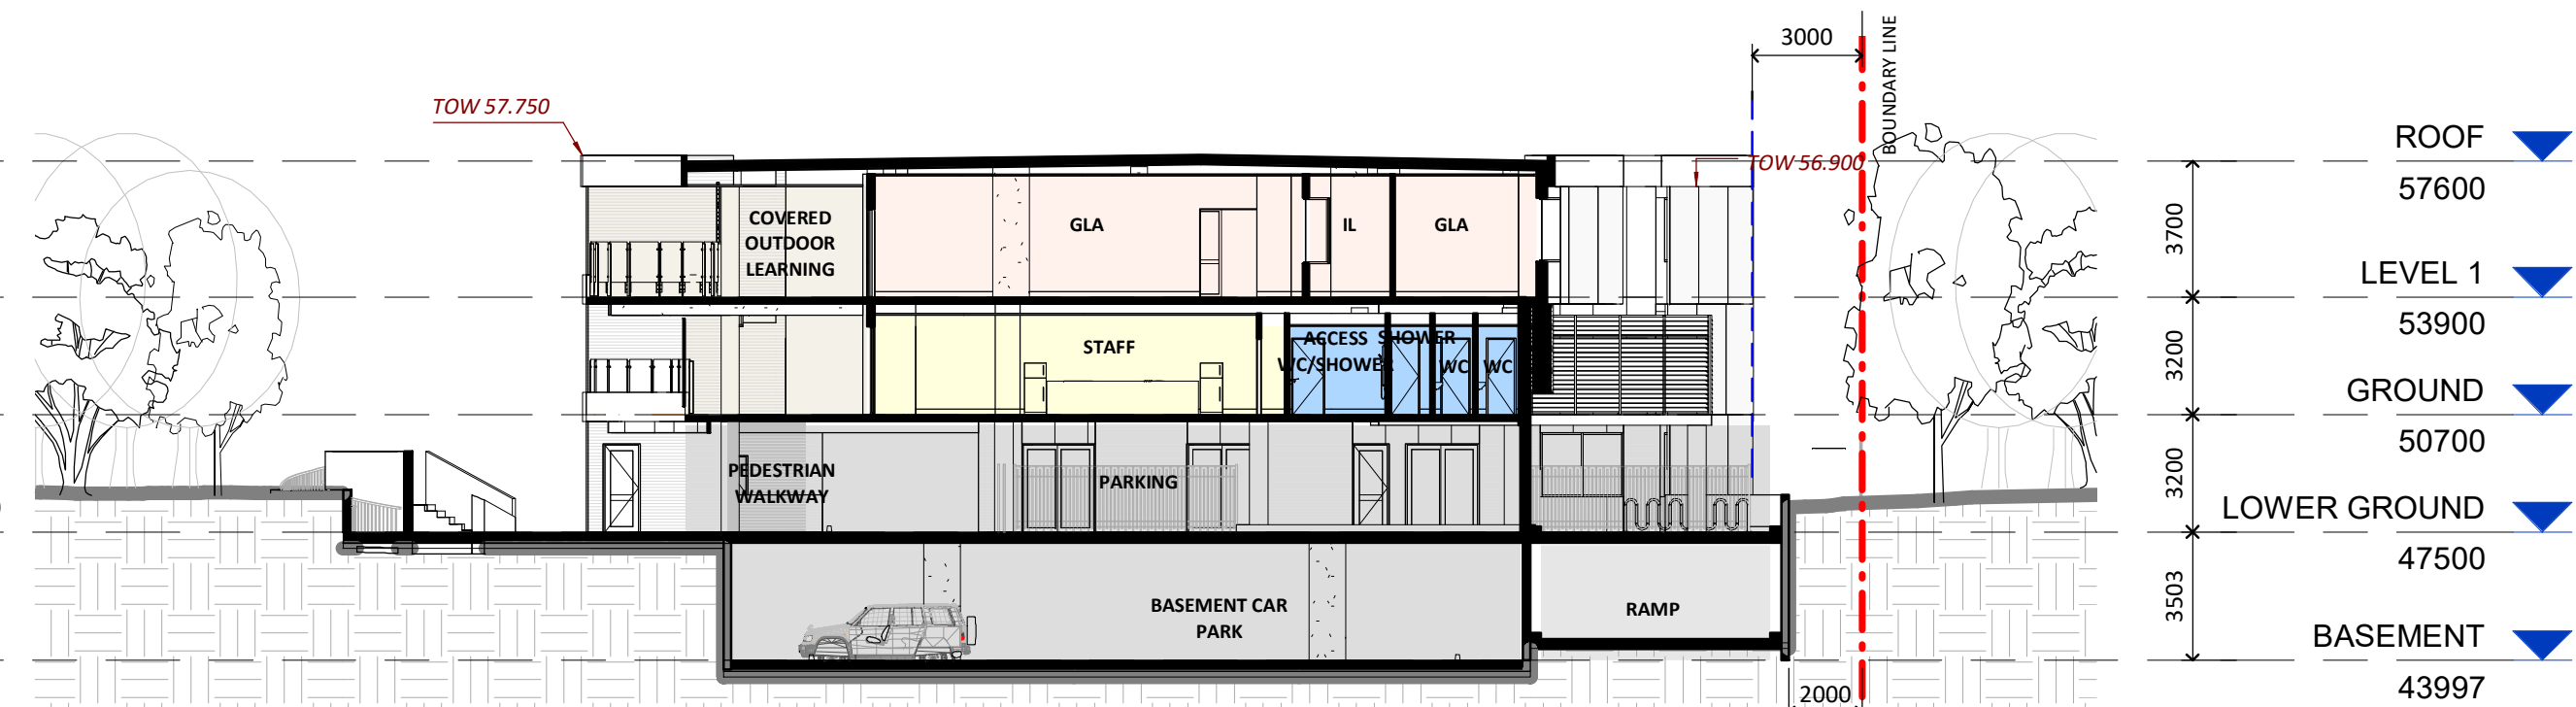 3000
BOUNDARY LINE
TOW 57.750
TOW 56.900
ROOF
57600
3700
COVERED
OUTDOOR
LEARNING
GLA
IL
GLA
LEVEL 1
53900
3200
STAFF
ACCESS
WC/SHOWER
SHOWER
WC
WC
GROUND
50700
3200
PEDESTRIAN
WALKWAY
PARKING
LOWER GROUND
47500
3503
BASEMENT CAR
PARK
RAMP
BASEMENT
43997
2000